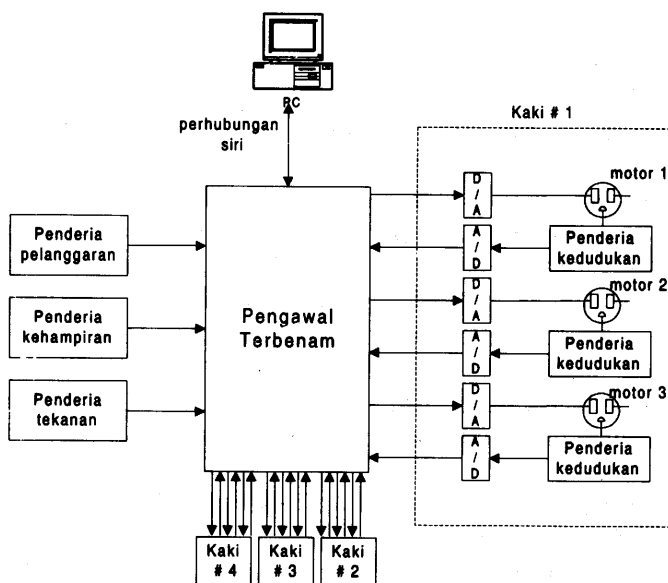 PC
perhubungan
siri
Kaki # 1
Penderia
pelanggaran
Penderia
kehampiran
Penderia
tekanan
Pengawal
Terbenam
D
/
A
motor 1
A
/
D
Penderia
kedudukan
D
/
A
motor 2
A
/
D
Penderia
kedudukan
D
/
A
motor 3
A
/
D
Penderia
kedudukan
Kaki
# 4
Kaki
# 3
Kaki
# 2